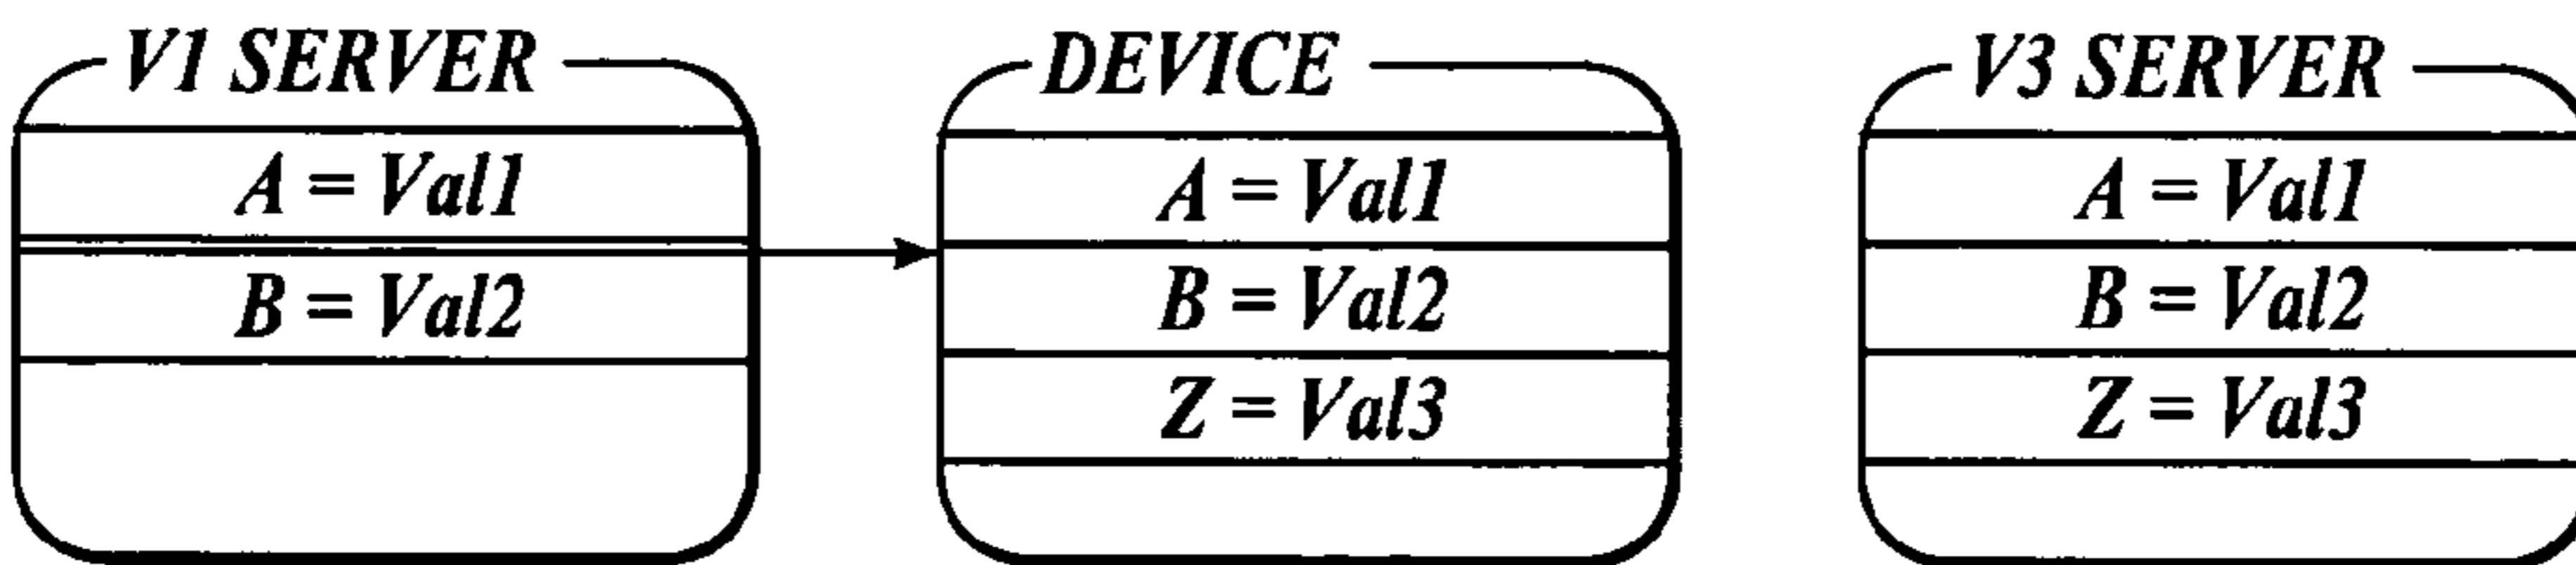 V1 SERVER
A = Val1
B = Val2
DEVICE
A = Val1
B = Val2
Z = Val3
V3 SERVER
A = Val1
B = Val2
Z = Val3